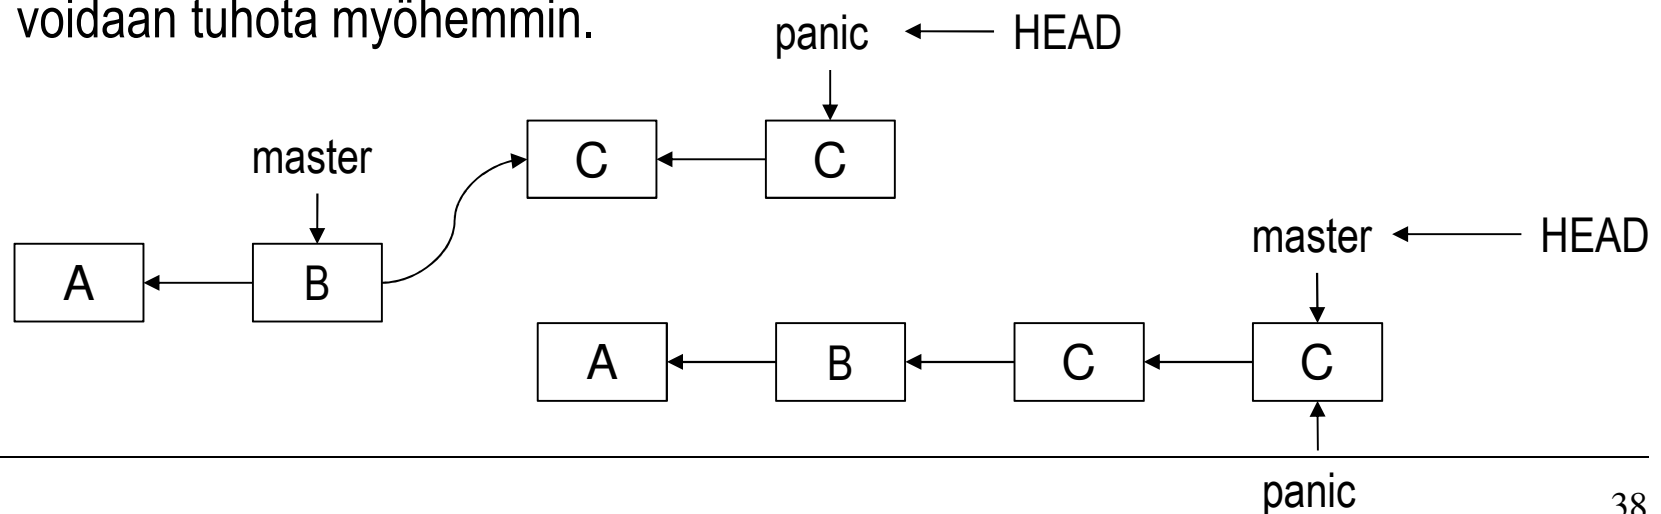 voidaan tuhota myöhemmin.
panic HEAD
C C
master
A B
master HEAD
A B C C
panic
38